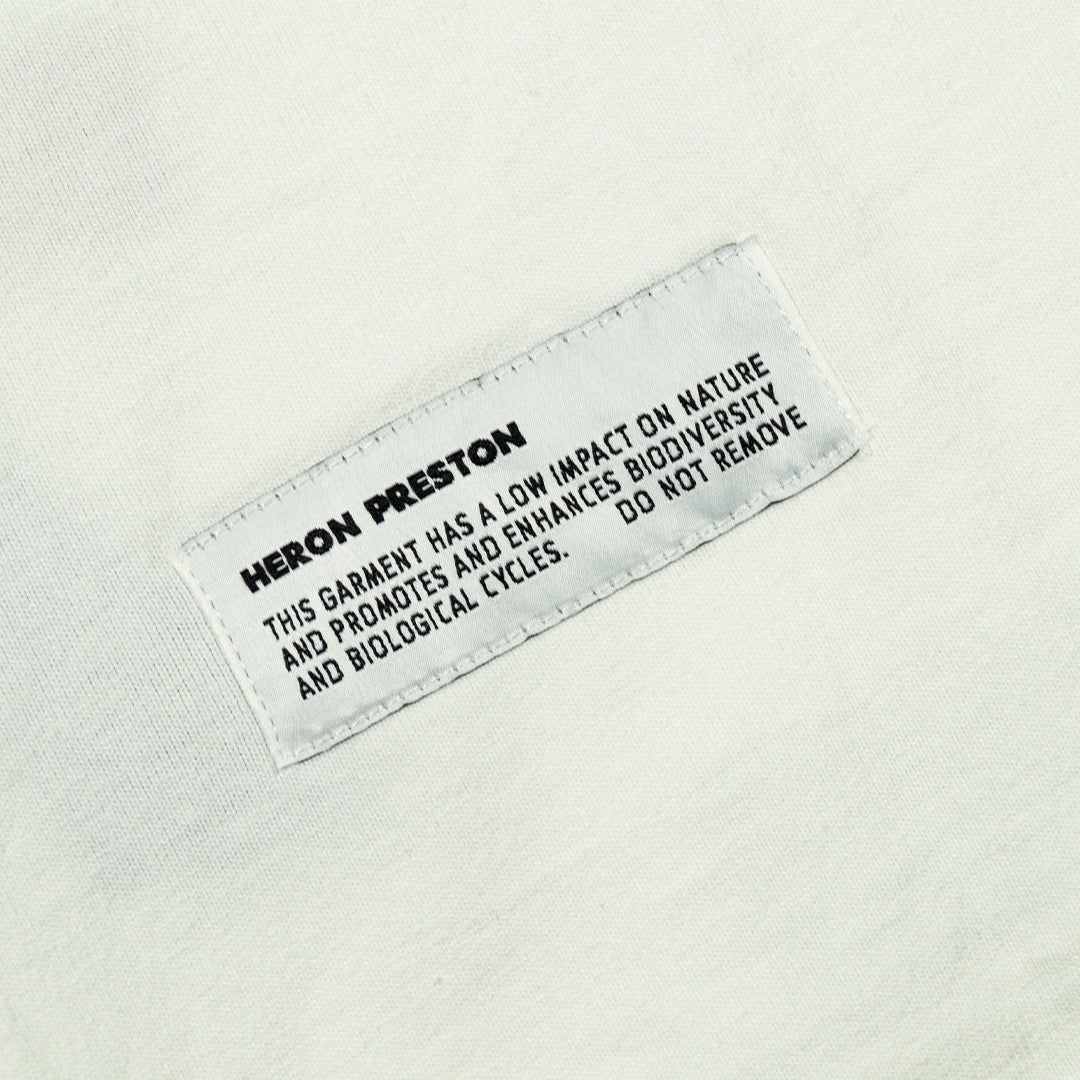 HERON PRESTON
THIS GARMENT HAS A LOW IMPACT ON NATURE
AND PROMOTES AND ENHANCES BIODIVERSITY
AND BIOLOGICAL CYCLES. DO NOT REMOVE